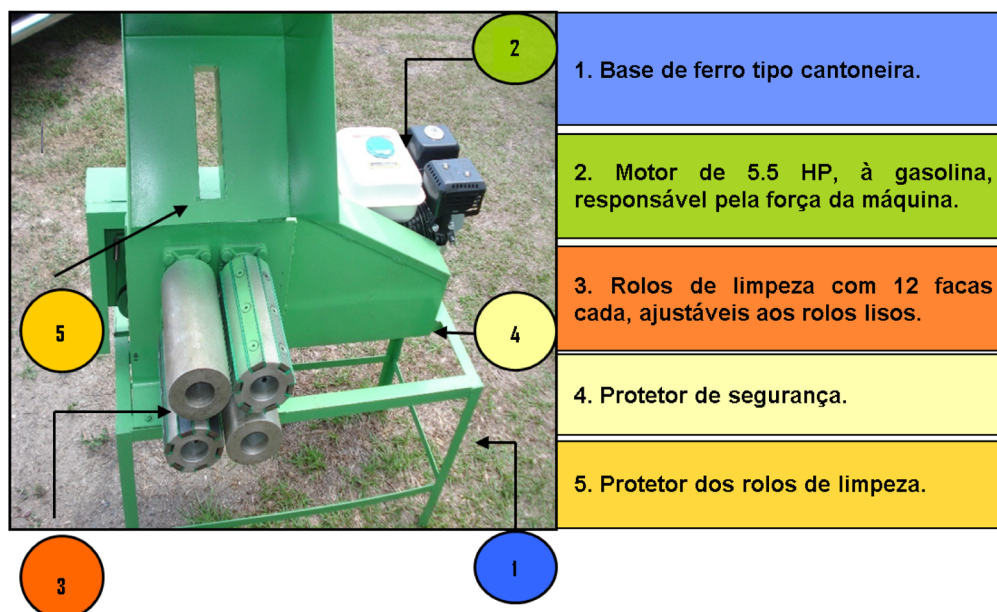 2
1. Base de ferro tipo cantoneira.
2. Motor de 5.5 HP, à gasolina,
responsável pela força da máquina.
3. Rolos de limpeza com 12 facas
cada, ajustáveis aos rolos lisos.
5
4
4. Protetor de segurança.
5. Protetor dos rolos de limpeza.
3
1